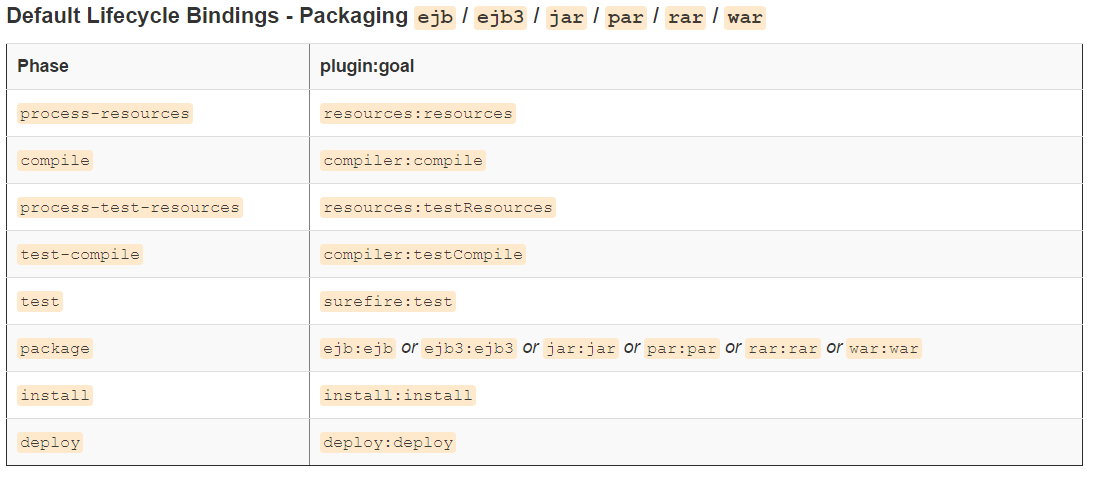 Default Lifecycle Bindings - Packaging ejb / ejb3 / jar / par / rar / war
Phase plugin:goal
process-resources resources:resources
compile compiler:compile
process-test-resources resources:testResources
test-compile compiler:testCompile
test surefire:test
package ejb:ejb or ejb3:ejb3 or jar:jar or par:par or rar:rar or war:war
install install:install
deploy deploy:deploy